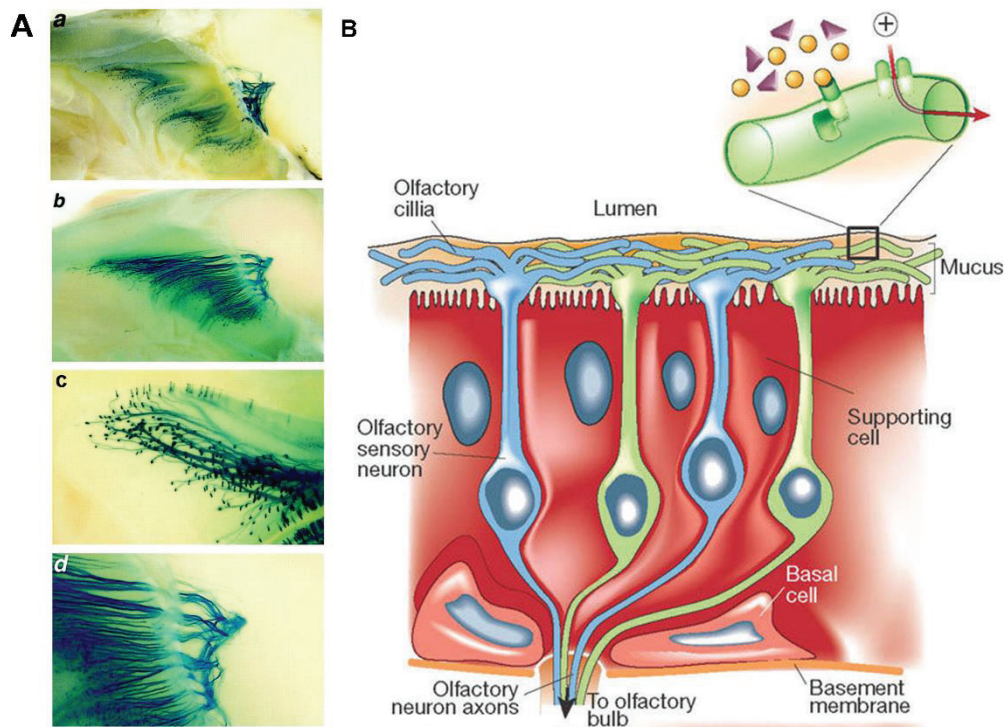 A
a
b
c
d
B
+
Olfactory
cillia
Lumen
Mucus
Olfactory
sensory
neuron
Supporting
cell
Basal
cell
Olfactory
neuron axons
To olfactory
bulb
Basement
membrane